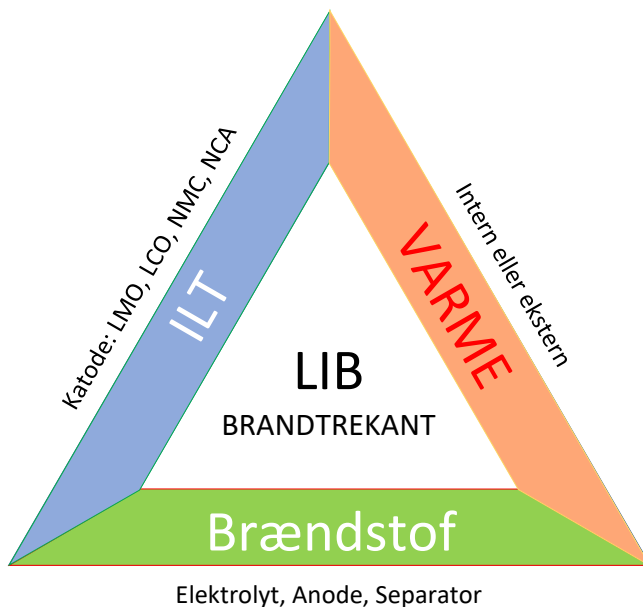 Katode: LMO, LCO, NMC, NCA
ILT
VARME
Intern eller ekstern
LIB
BRANDTREKANT
Brændstof
Elektrolyt, Anode, Separator